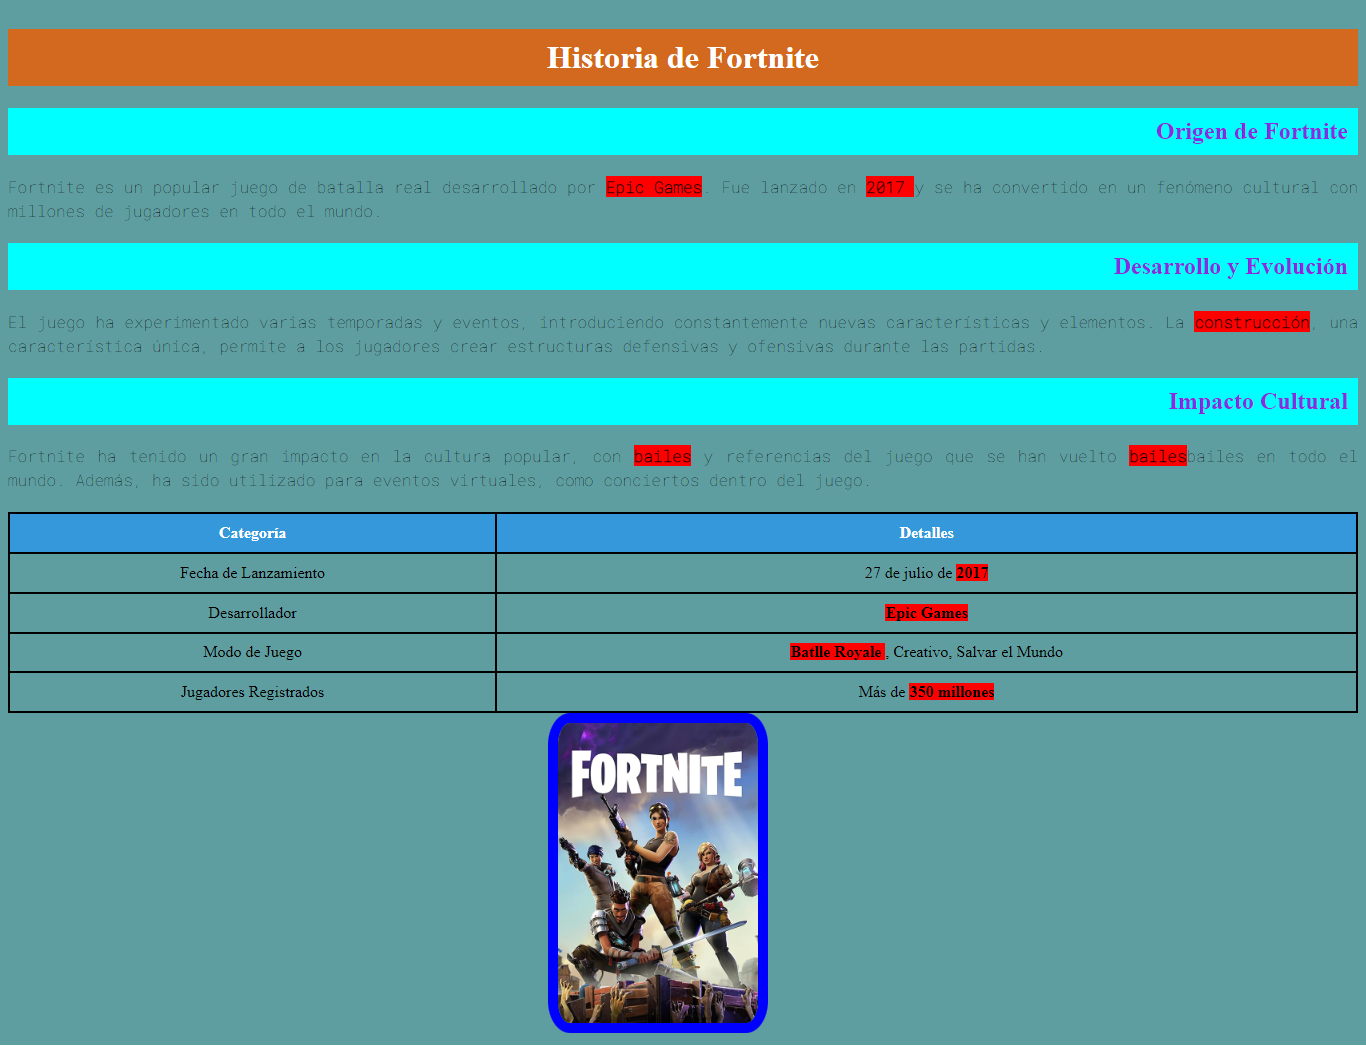 Historia de Fortnite
Origen de Fortnite
Fortnite es un popular juego de batalla real desarrollado por Epic Games. Fue lanzado en 2017 y se ha convertido en un fenómeno cultural con
millones de jugadores en todo el mundo.
Desarrollo y Evolución
El juego ha experimentado varias temporadas y eventos, introduciendo constantemente nuevas características y elementos. La construcción, una
característica única, permite a los jugadores crear estructuras defensivas y ofensivas durante las partidas.
Impacto Cultural
Fortnite ha tenido un gran impacto en la cultura popular, con bailes y referencias del juego que se han vuelto bailesbailes en todo el
mundo. Además, ha sido utilizado para eventos virtuales, como conciertos dentro del juego.
Categoría Detalles
Fecha de Lanzamiento 27 de julio de 2017
Desarrollador Epic Games
Modo de Juego Batlle Royale , Creativo, Salvar el Mundo
Jugadores Registrados Más de 350 millones
FORTNITE